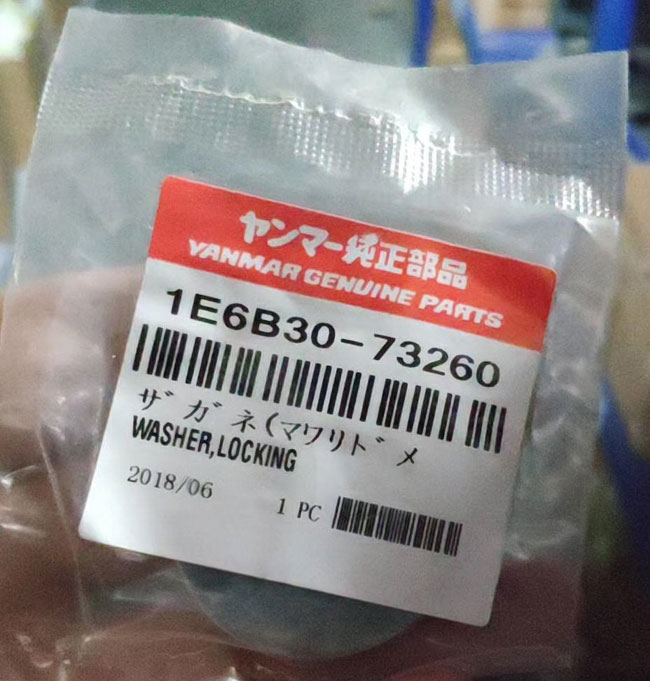 ヤンマー純正部品
YANMAR GENUINE PARTS
1E6B30-73260
ザガネ(マワリドメ
WASHER,LOCKING
2018/06
1 PC